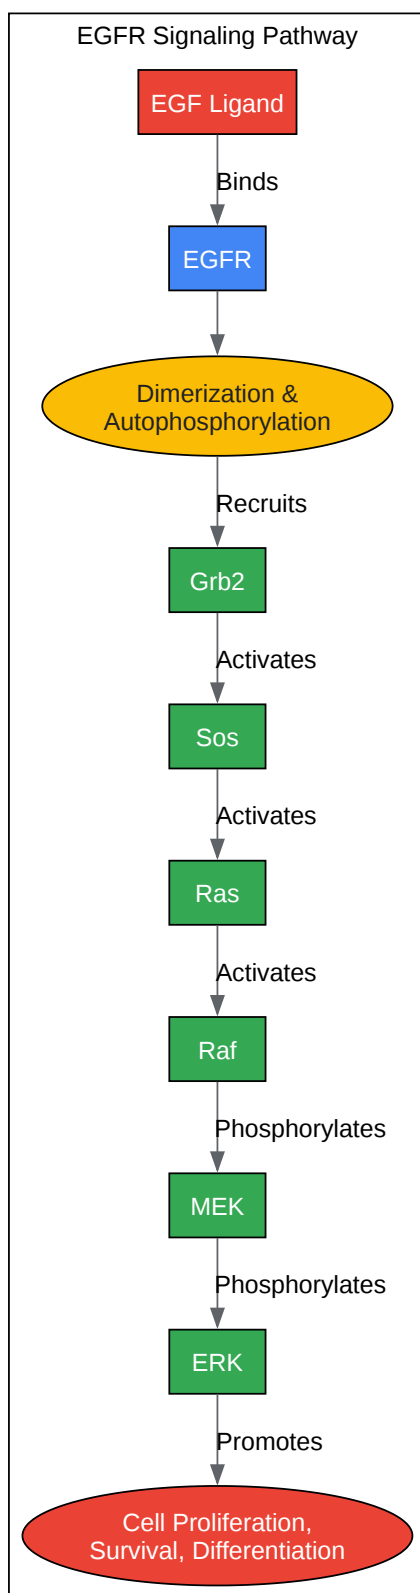 EGFR Signaling Pathway
EGF Ligand
Binds
EGFR
Dimerization &
Autophosphorylation
Recruits
Grb2
Activates
Sos
Activates
Ras
Activates
Raf
Phosphorylates
MEK
Phosphorylates
ERK
Promotes
Cell Proliferation,
Survival, Differentiation